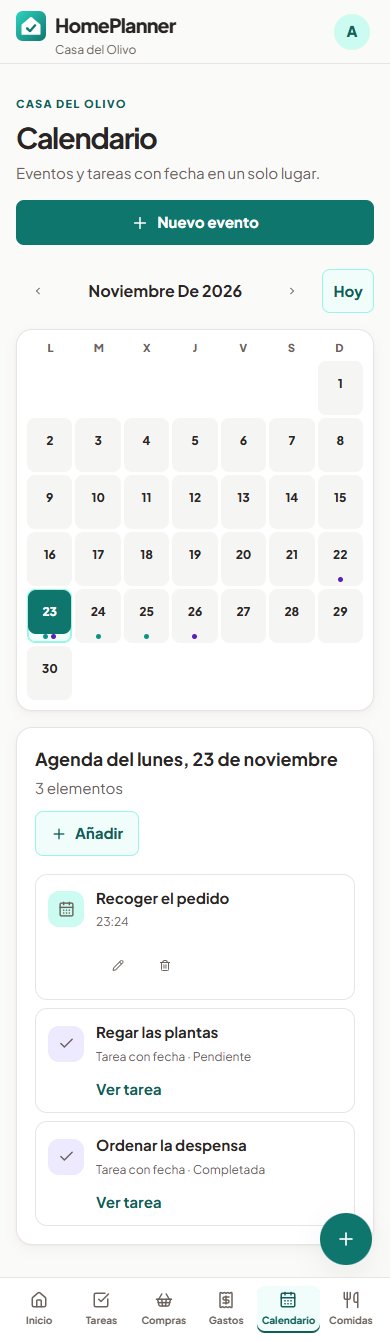 HomePlanner
Casa del Olivo
A
CASA DEL OLIVO
Calendario
Eventos y tareas con fecha en un solo lugar.
+ Nuevo evento
‹ Noviembre De 2026 › Hoy
L M X J V S D
1
2 3 4 5 6 7 8
9 10 11 12 13 14 15
16 17 18 19 20 21 22
23 24 25 26 27 28 29
30
Agenda del lunes, 23 de noviembre
3 elementos
+ Añadir
Recoger el pedido
23:24
Regar las plantas
Tarea con fecha · Pendiente
Ver tarea
Ordenar la despensa
Tarea con fecha · Completada
Ver tarea
+
Inicio Tareas Compras Gastos Calendario Comidas